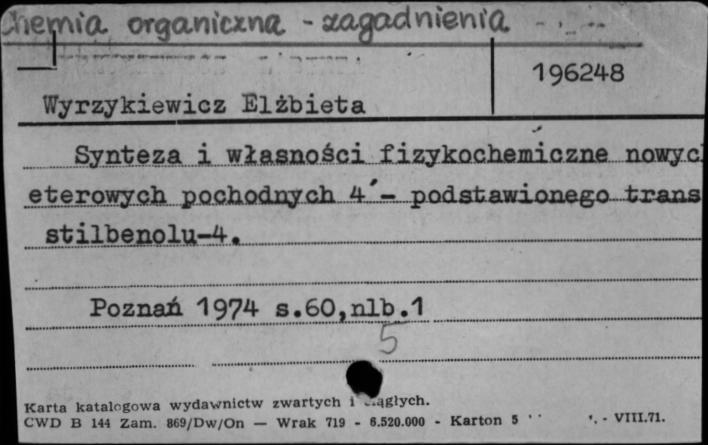 chemia organiczna - zagadnienia
196248
Wyrzykiewicz Elżbieta
Synteza i własności fizykochemiczne nowyc
eterowych pochodnych 4´- podstawionego trans
stilbenolu-4.
Poznań 1974 s.60,nlb.1
5
Karta katalogowa wydawnictw zwartych i ciągłych.
CWD B 144 Zam. 869/Dw/On — Wrak 719 - 6.520.000 - Karton 5 - VIII.71.